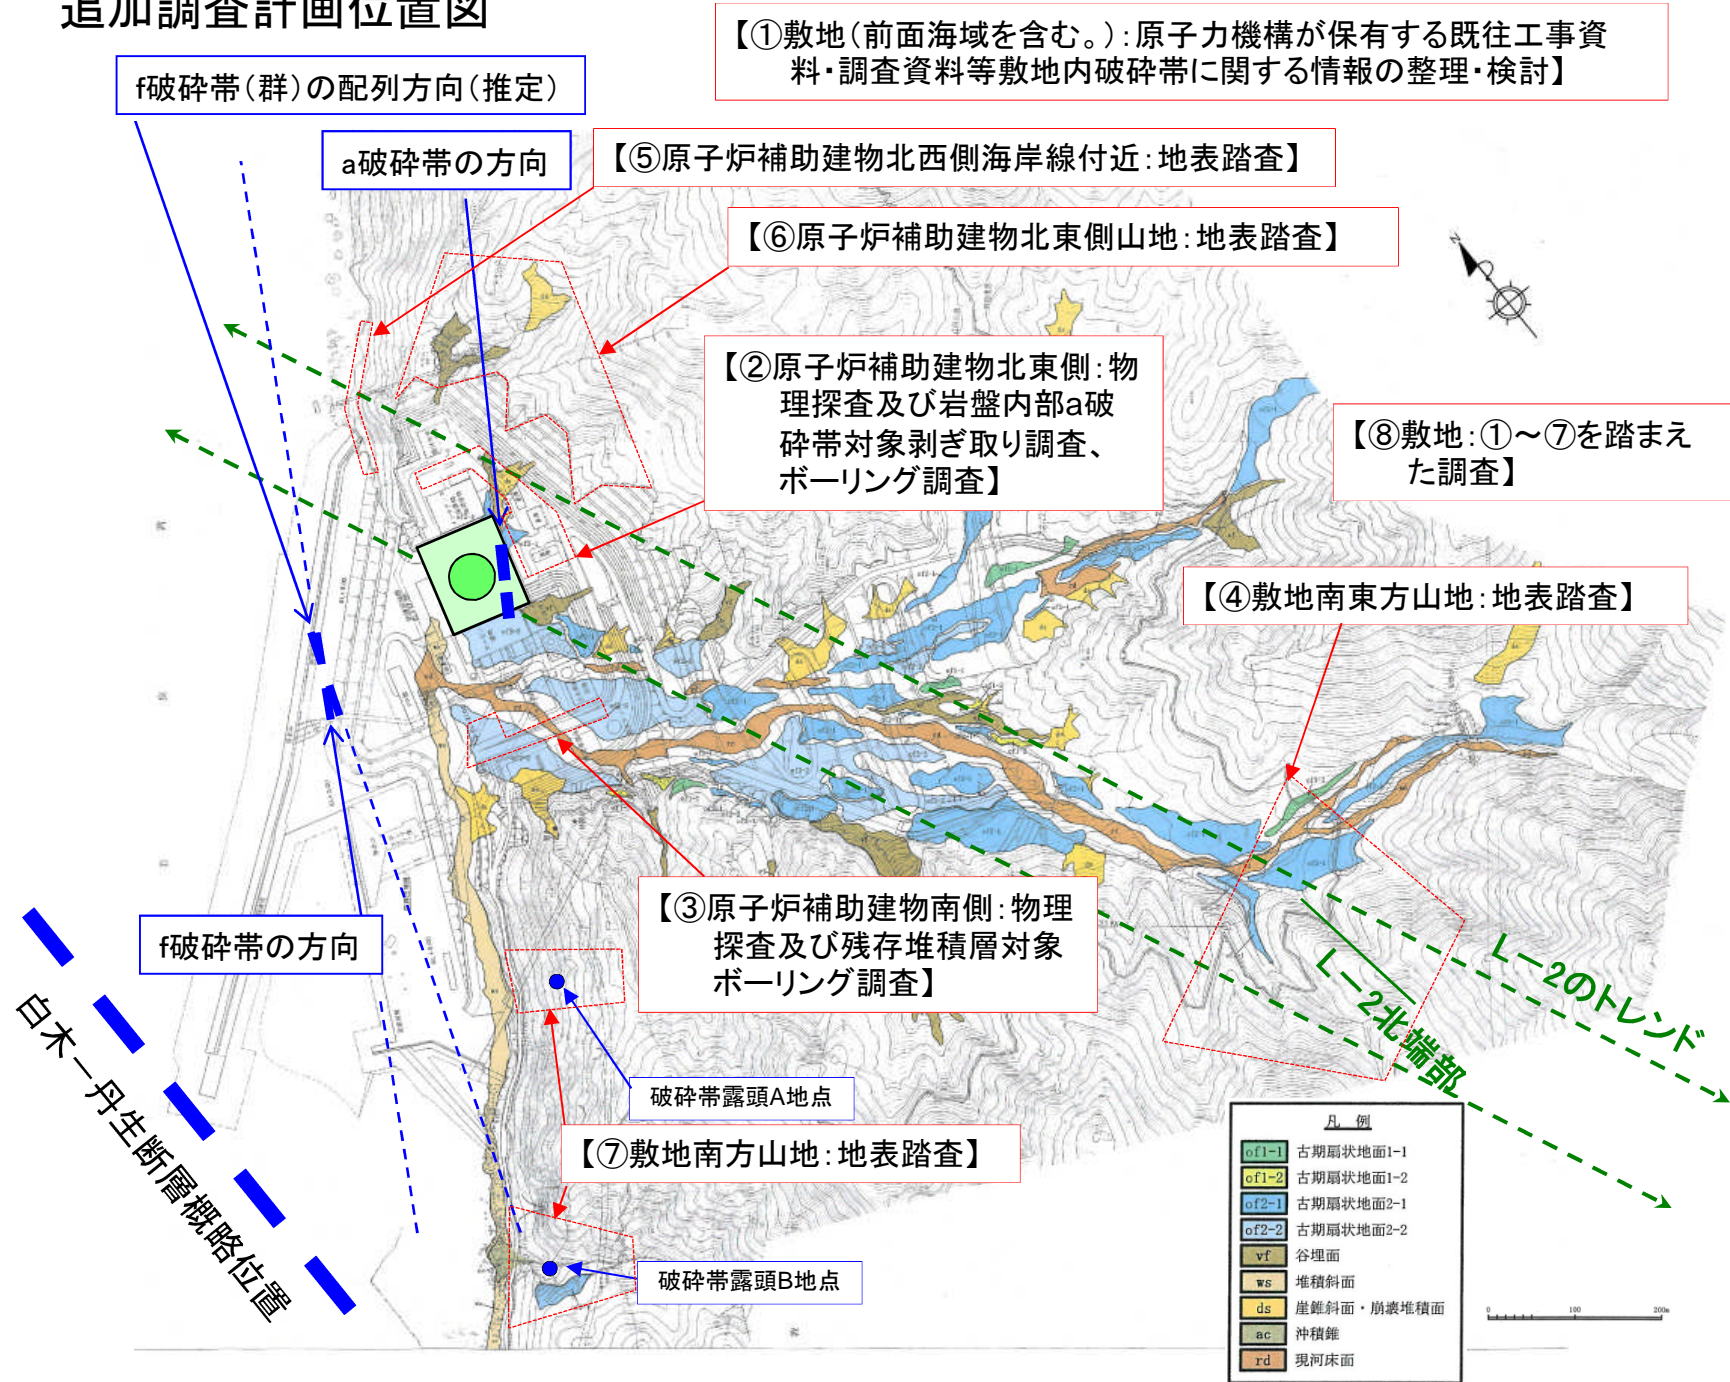 追加調査計画位置図
【①敷地(前面海域を含む。):原子力機構が保有する既往工事資
料・調査資料等敷地内破砕帯に関する情報の整理・検討】
f破砕帯(群)の配列方向(推定)
a破砕帯の方向
【⑤原子炉補助建物北西側海岸線付近:地表踏査】
【⑥原子炉補助建物北東側山地:地表踏査】
【②原子炉補助建物北東側:物
理探査及び岩盤内部a破
砕帯対象剥ぎ取り調査、
ボーリング調査】
【⑧敷地:①～⑦を踏まえ
た調査】
【④敷地南東方山地:地表踏査】
【③原子炉補助建物南側:物理
探査及び残存堆積層対象
ボーリング調査】
f破砕帯の方向
白木ー丹生断層概略位置
L－2のトレンド
L－2北端部
破砕帯露頭A地点
【⑦敷地南方山地:地表踏査】
破砕帯露頭B地点
凡 例
of1-1 古期扇状地面1-1
of1-2 古期扇状地面1-2
of2-1 古期扇状地面2-1
of2-2 古期扇状地面2-2
vf 谷埋面
ws 堆積斜面
ds 崖錐斜面・崩壊堆積面
ac 沖積錐
rd 現河床面
0 100 200m